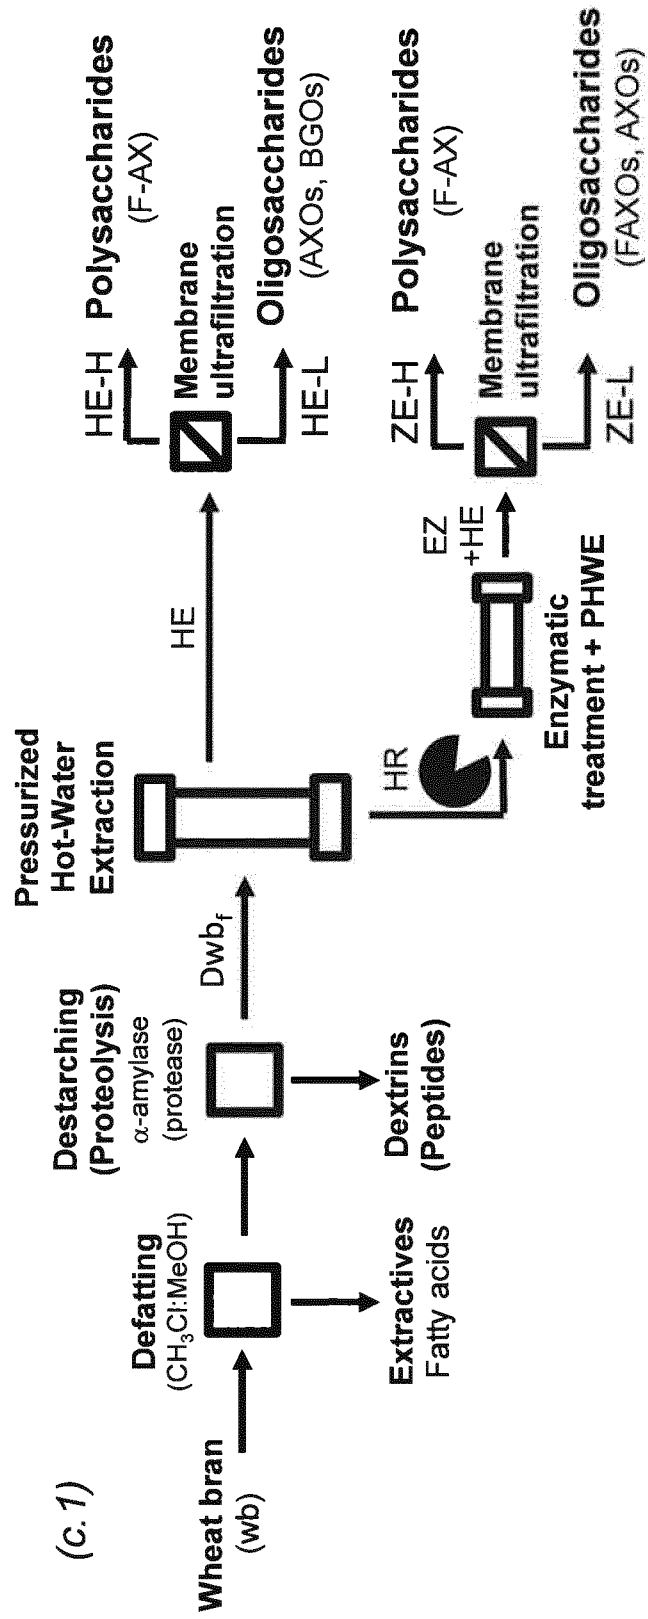 (c.1)
Wheat bran
(wb)
Defatting
(CH₃Cl:MeOH)
Extractives
Fatty acids
Destarching
(Proteolysis)
α-amylase
(protease)
Dextrins
(Peptides)
Dwb_f
Pressurized
Hot-Water
Extraction
HE
HE-H
Polysaccharides
(F-AX)
Membrane
ultrafiltration
HE-L
Oligosaccharides
(AXOs, BGOs)
HR
Enzymatic
treatment + PHWE
EZ
+HE
ZE-H
Polysaccharides
(F-AX)
Membrane
ultrafiltration
ZE-L
Oligosaccharides
(FAXOs, AXOs)